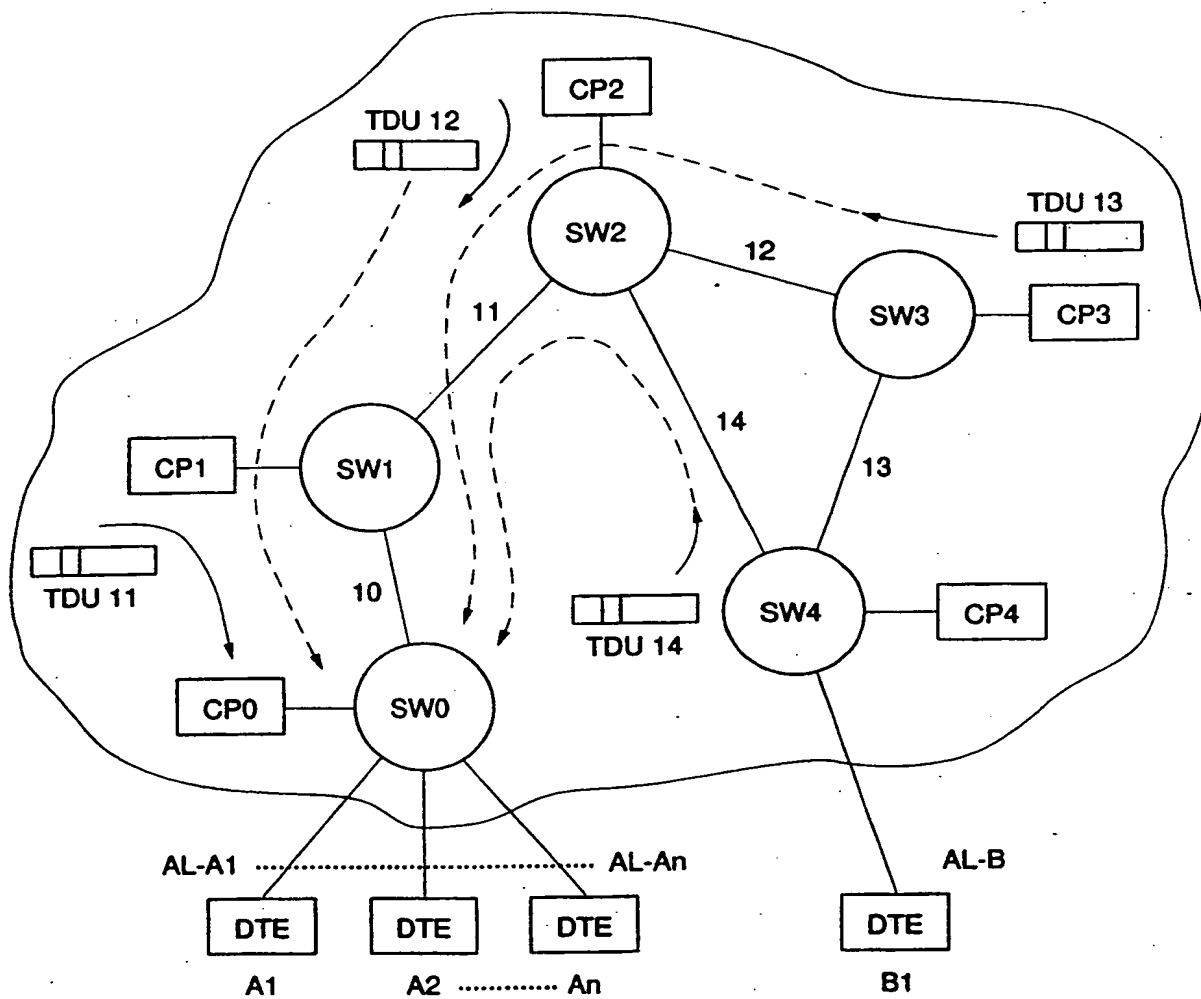 CP2
TDU 12
TDU 13
SW2
12
SW3
CP3
11
14
13
CP1
SW1
TDU 11
10
TDU 14
SW4
CP4
CP0
SW0
AL-A1
AL-An
AL-B
DTE
DTE
DTE
DTE
A1
A2
An
B1